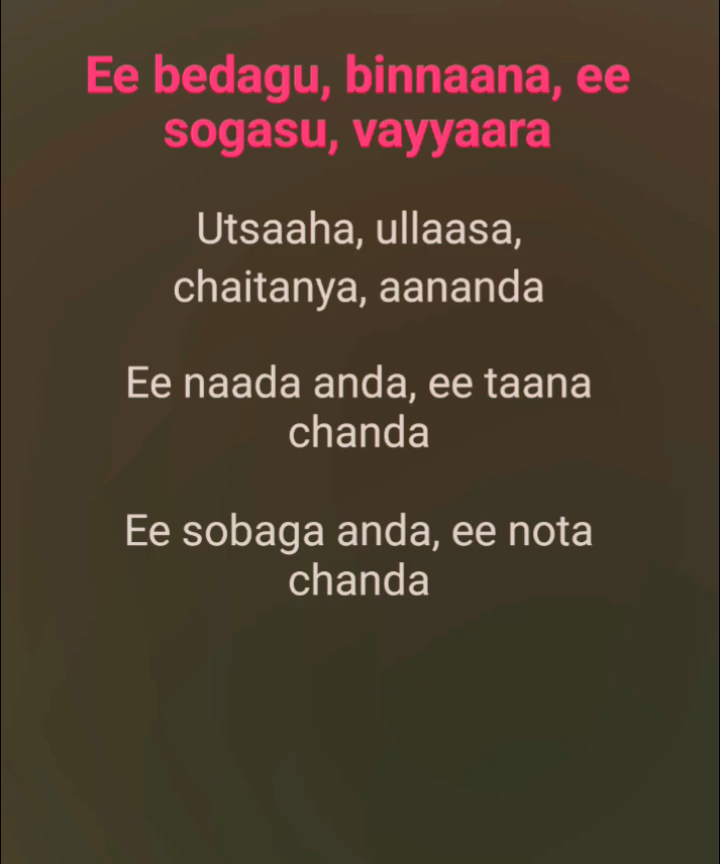 Ee bedagu, binnaana, ee
sogasu, vayyaara
Utsaaha, ullaasa,
chaitanya, aananda
Ee naada anda, ee taana
chanda
Ee sobaga anda, ee nota
chanda